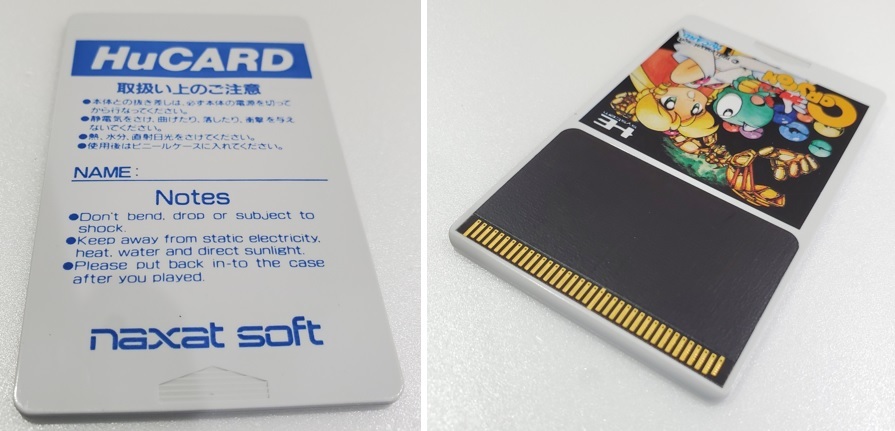 HuCARD
取扱い上のご注意
●本体との抜き差しは、必ず本体の電源を切って
から行なってください。
●静電気をさけ、曲げたり、落したり、衝撃を与え
ないでください。
●熱、水分、直射日光をさけてください。
●使用後はビニールケースに入れてください。
NAME:
Notes
●Don't bend, drop or subject to
shock.
●Keep away from static electricity,
heat, water and direct sunlight.
●Please put back in-to the case
after you played.
naxat soft
HE
SYSTEM